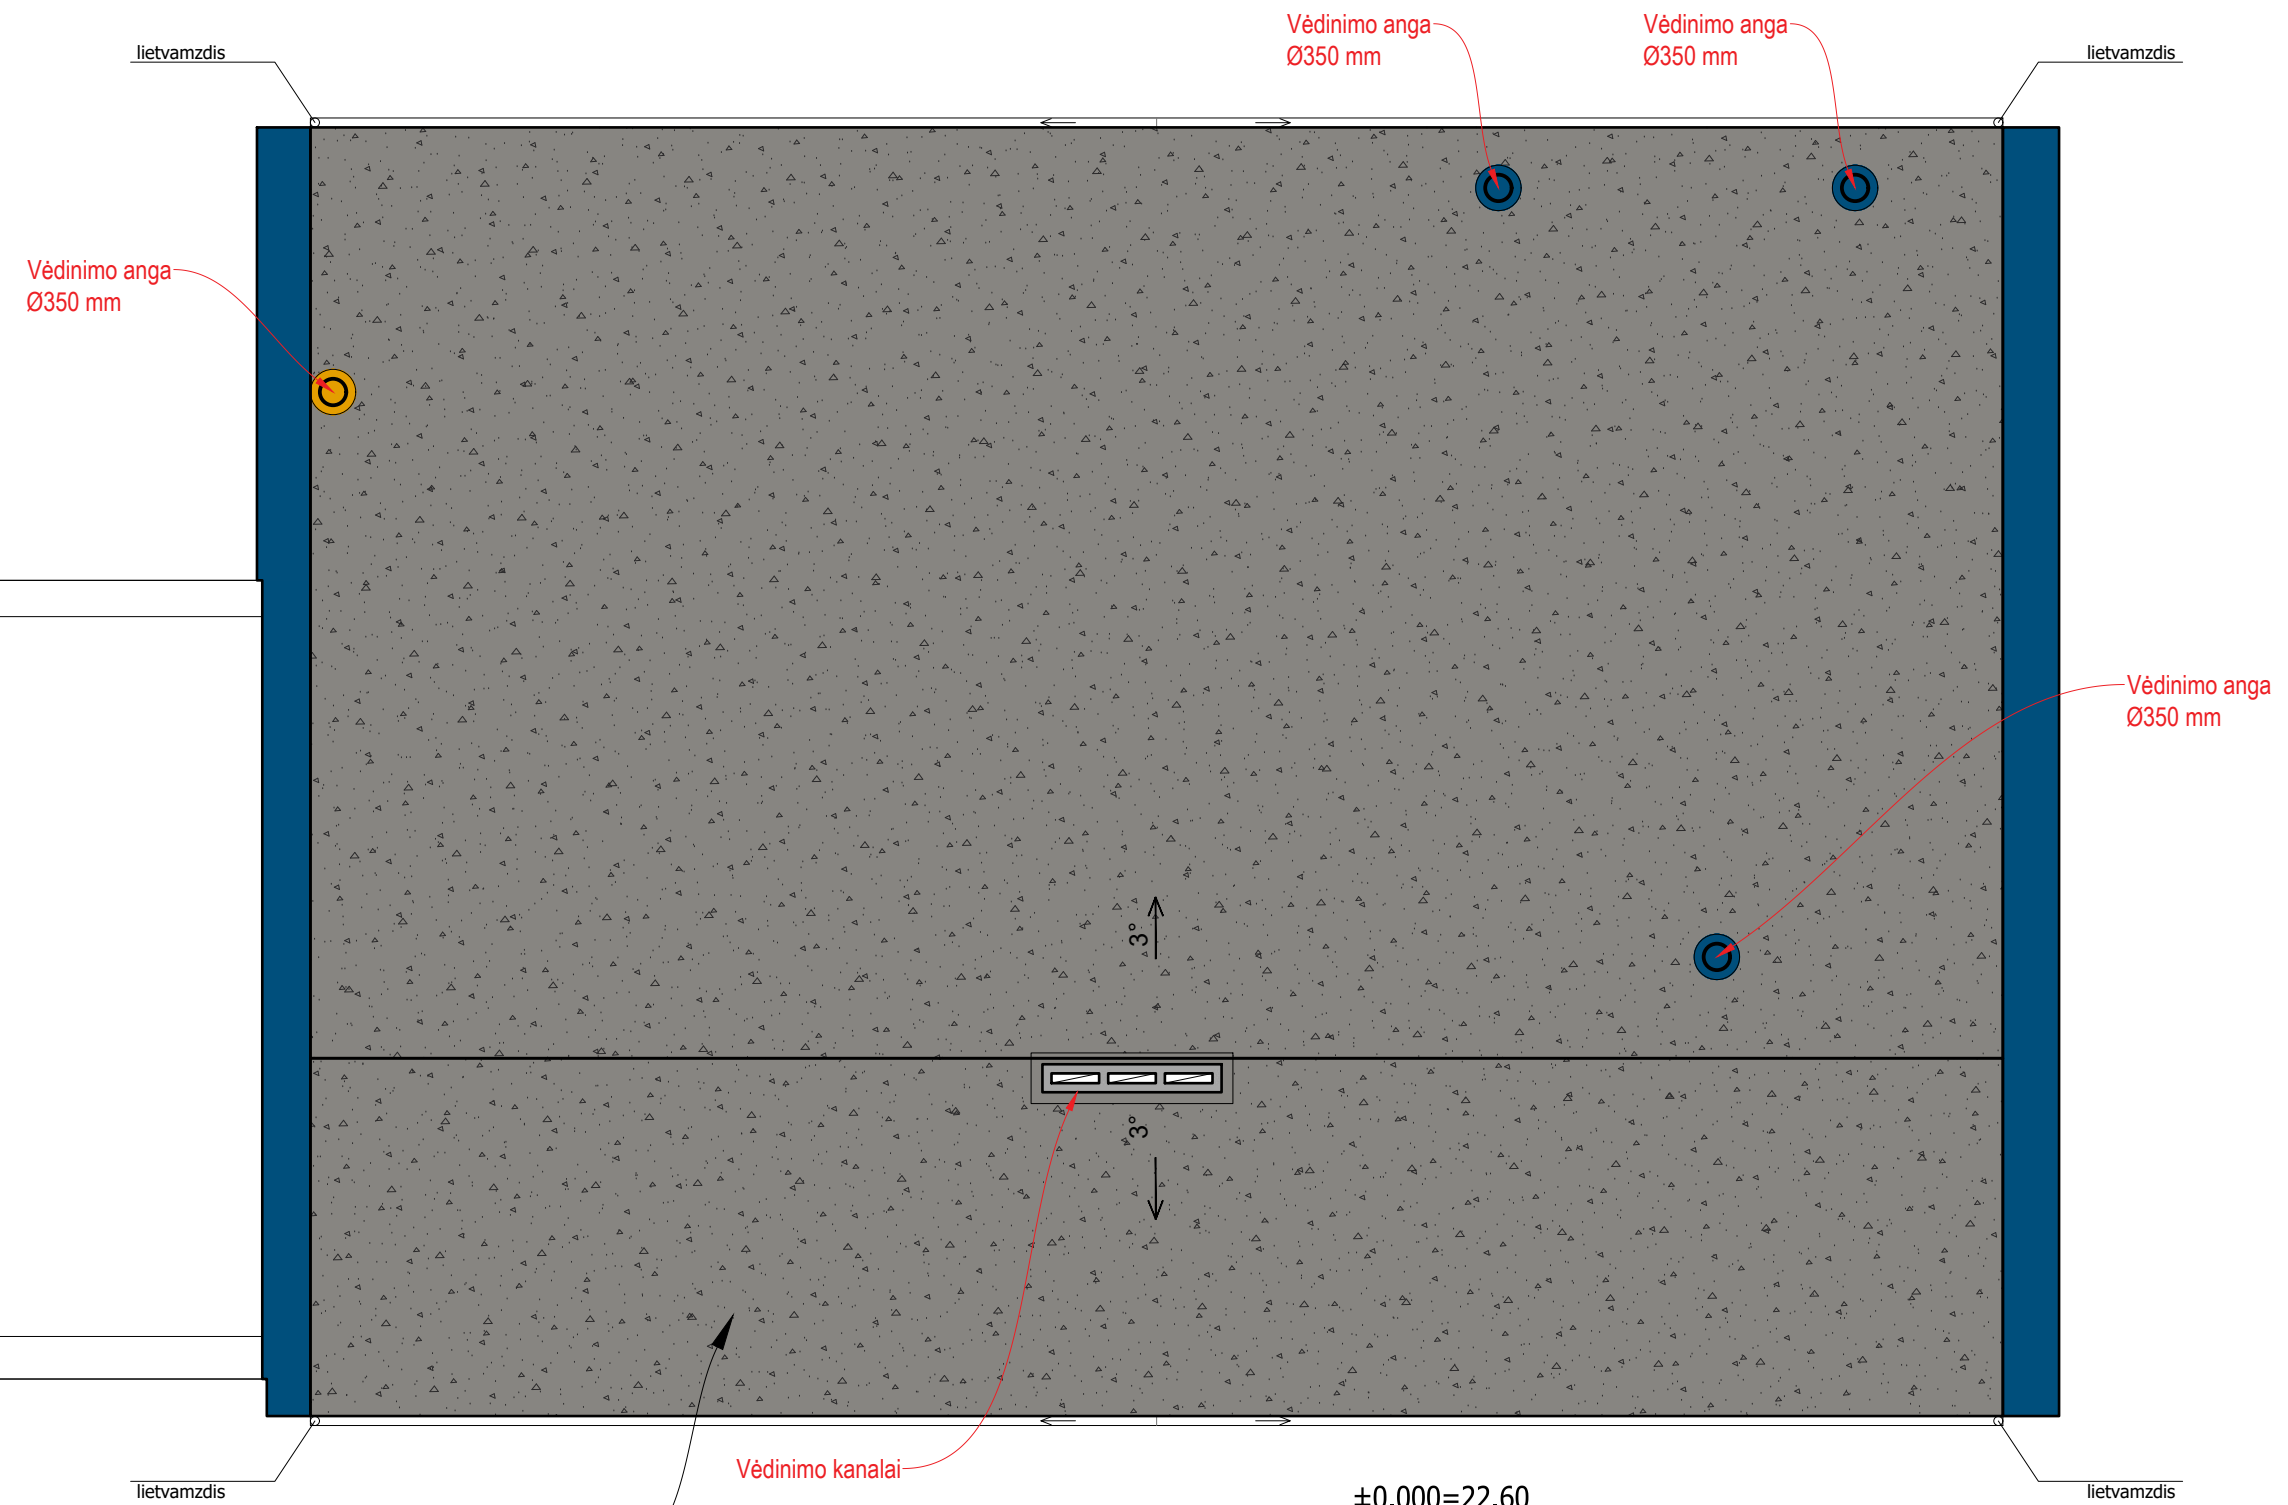 Vėdinimo anga
Ø350 mm
Vėdinimo anga
Ø350 mm
lietvamzdis
lietvamzdis
Vėdinimo anga
Ø350 mm
Vėdinimo anga
Ø350 mm
3°
3°
Vėdinimo kanalai
lietvamzdis
lietvamzdis
±0,000=22,60